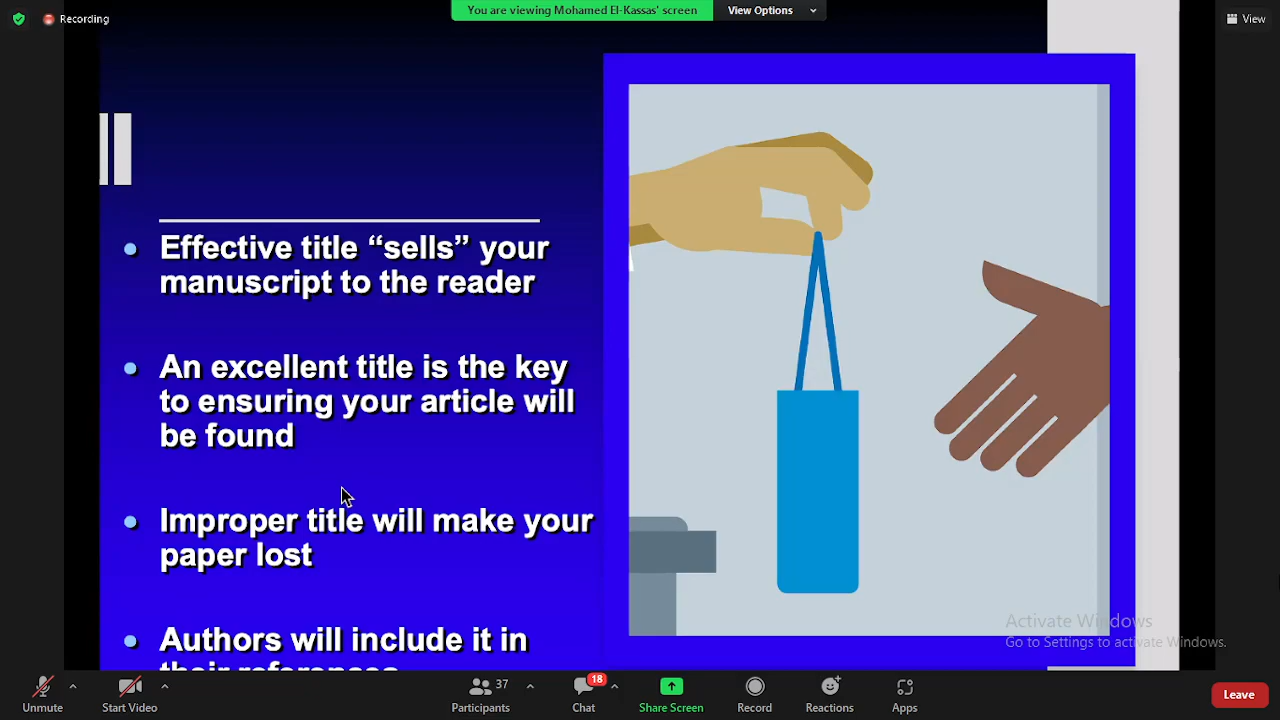 Recording
You are viewing Mohamed El-Kassas' screen
View Options
View
Effective title “sells” your
manuscript to the reader
An excellent title is the key
to ensuring your article will
be found
Improper title will make your
paper lost
Authors will include it in
their references
Activate Windows
Go to Settings to activate Windows.
Unmute
Start Video
37
Participants
18
Chat
Share Screen
Record
Reactions
Apps
Leave